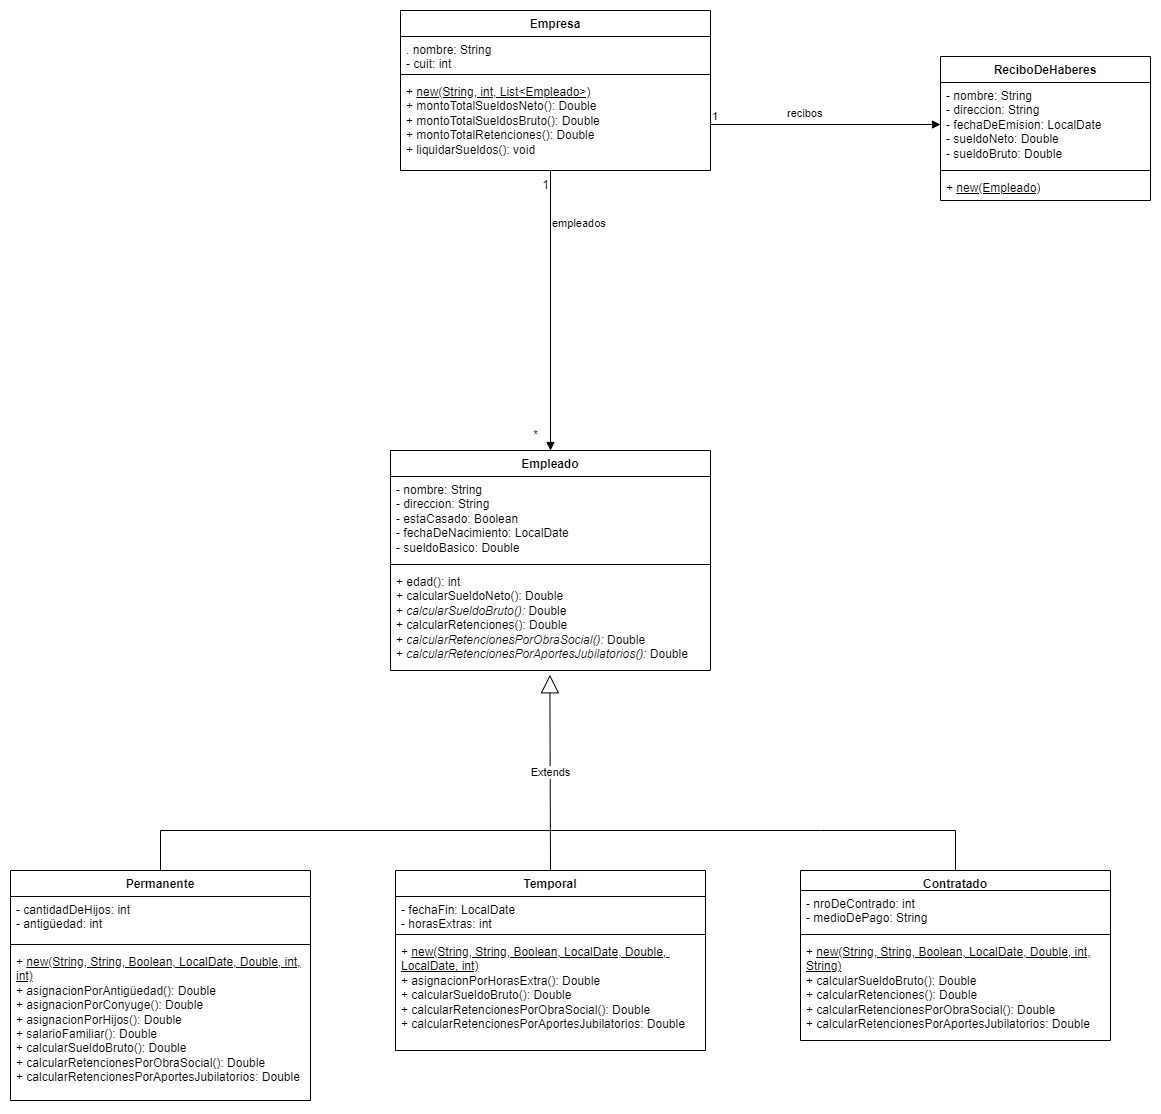 Empresa
. nombre: String
- cuit: int
+ new(String, int, List<Empleado>)
+ montoTotalSueldosNeto(): Double
+ montoTotalSueldosBruto(): Double
+ montoTotalRetenciones(): Double
+ liquidarSueldos(): void
1
recibos
ReciboDeHaberes
- nombre: String
- direccion: String
- fechaDeEmision: LocalDate
- sueldoNeto: Double
- sueldoBruto: Double
+ new(Empleado)
1
empleados
*
Empleado
- nombre: String
- direccion: String
- estaCasado: Boolean
- fechaDeNacimiento: LocalDate
- sueldoBasico: Double
+ edad(): int
+ calcularSueldoNeto(): Double
+ calcularSueldoBruto(): Double
+ calcularRetenciones(): Double
+ calcularRetencionesPorObraSocial(): Double
+ calcularRetencionesPorAportesJubilatorios(): Double
Extends
Permanente
- cantidadDeHijos: int
- antigüedad: int
+ new(String, String, Boolean, LocalDate, Double, int,
int)
+ asignacionPorAntigüedad(): Double
+ asignacionPorConyuge(): Double
+ asignacionPorHijos(): Double
+ salarioFamiliar(): Double
+ calcularSueldoBruto(): Double
+ calcularRetencionesPorObraSocial(): Double
+ calcularRetencionesPorAportesJubilatorios: Double
Temporal
- fechaFin: LocalDate
- horasExtras: int
+ new(String, String, Boolean, LocalDate, Double,
LocalDate, int)
+ asignacionPorHorasExtra(): Double
+ calcularSueldoBruto(): Double
+ calcularRetencionesPorObraSocial(): Double
+ calcularRetencionesPorAportesJubilatorios: Double
Contratado
- nroDeContrado: int
- medioDePago: String
+ new(String, String, Boolean, LocalDate, Double, int,
String)
+ calcularSueldoBruto(): Double
+ calcularRetenciones(): Double
+ calcularRetencionesPorObraSocial(): Double
+ calcularRetencionesPorAportesJubilatorios: Double